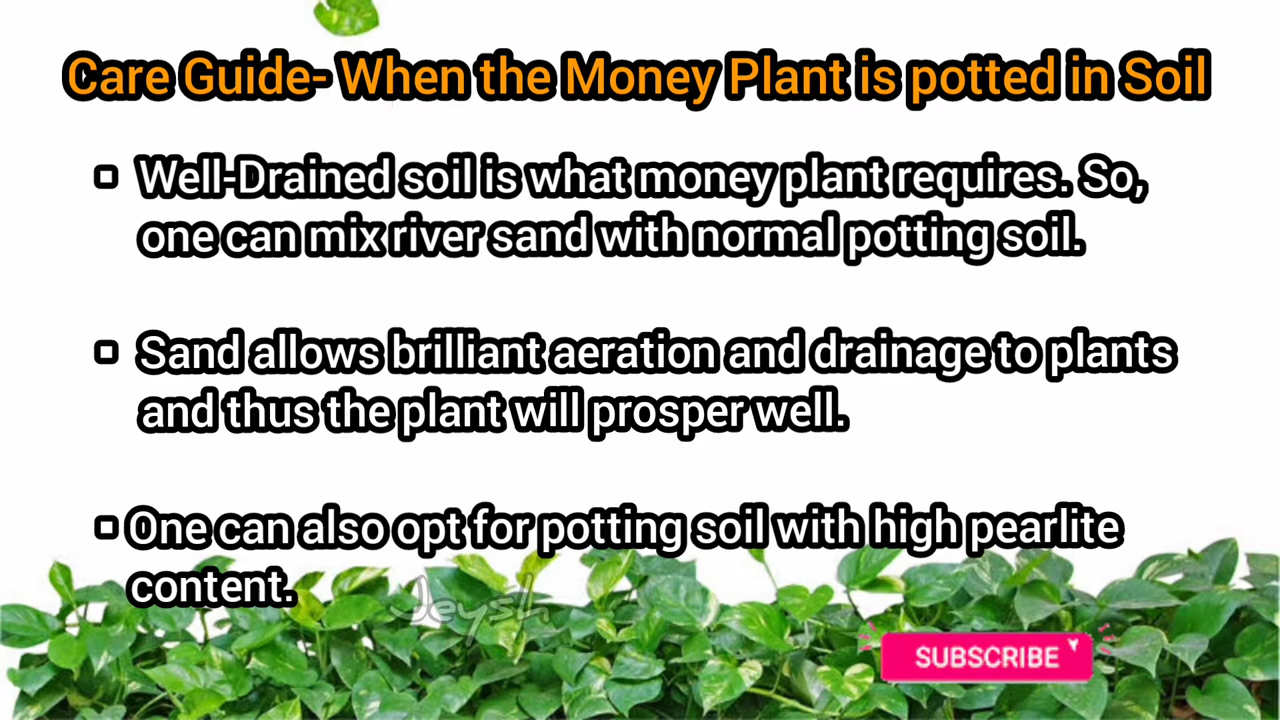 Care Guide- When the Money Plant is potted in Soil
Well-Drained soil is what money plant requires. So,
one can mix river sand with normal potting soil.
Sand allows brilliant aeration and drainage to plants
and thus the plant will prosper well.
One can also opt for potting soil with high pearlite
content.
Jeysh
SUBSCRIBE